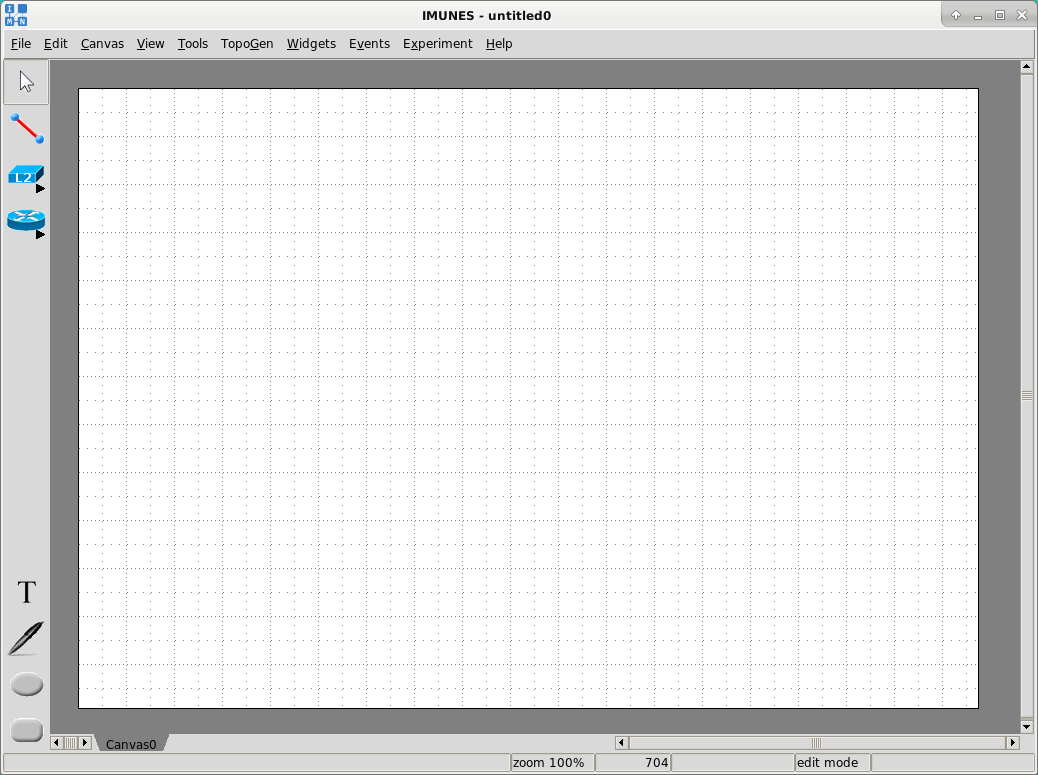 IMUNES - untitled0
File Edit Canvas View Tools TopoGen Widgets Events Experiment Help
L2
T
Canvas0
zoom 100% 704 edit mode